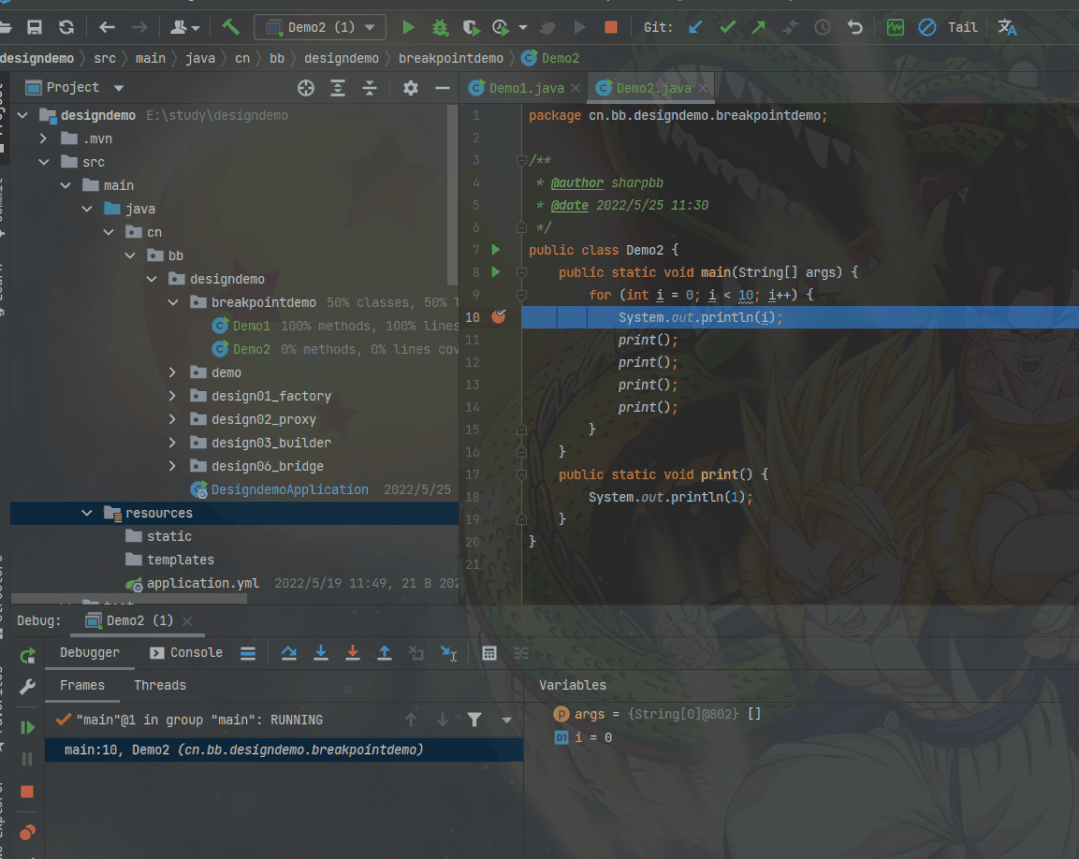 Demo2 (1)
Git:
Tail
designdemo
src
main
java
cn
bb
designdemo
breakpointdemo
Demo2
Project
Demo1.java
Demo2.java
designdemo E:\study\designdemo
.mvn
src
main
java
cn
bb
designdemo
breakpointdemo 50% classes, 50%
Demo1 100% methods, 100% lines
Demo2 0% methods, 0% lines cov
demo
design01_factory
design02_proxy
design03_builder
design06_bridge
DesigndemoApplication 2022/5/25
resources
static
templates
application.yml 2022/5/19 11:49, 21 B 202
1 package cn.bb.designdemo.breakpointdemo;
2
3 /**
4 * @author sharpbb
5 * @date 2022/5/25 11:30
6 */
7 public class Demo2 {
8 public static void main(String[] args) {
9 for (int i = 0; i < 10; i++) {
10 System.out.println(i);
11 print();
12 print();
13 print();
14 print();
15 }
16 }
17 public static void print() {
18 System.out.println(1);
19 }
20 }
21
Debug: Demo2 (1)
Debugger Console
Frames Threads
Variables
"main"@1 in group "main": RUNNING
main:10, Demo2 (cn.bb.designdemo.breakpointdemo)
args = {String[0]@802} []
i = 0